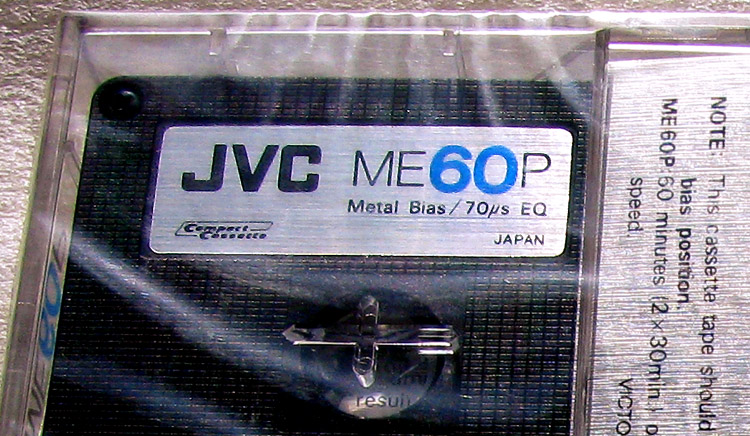 JVC ME60P
Metal Bias/70µs EQ
Compact Cassette
JAPAN
NOTE: This cassette tape should
bias position.
ME60P 60 minutes (2×30min.)
speed.
VICTO
60